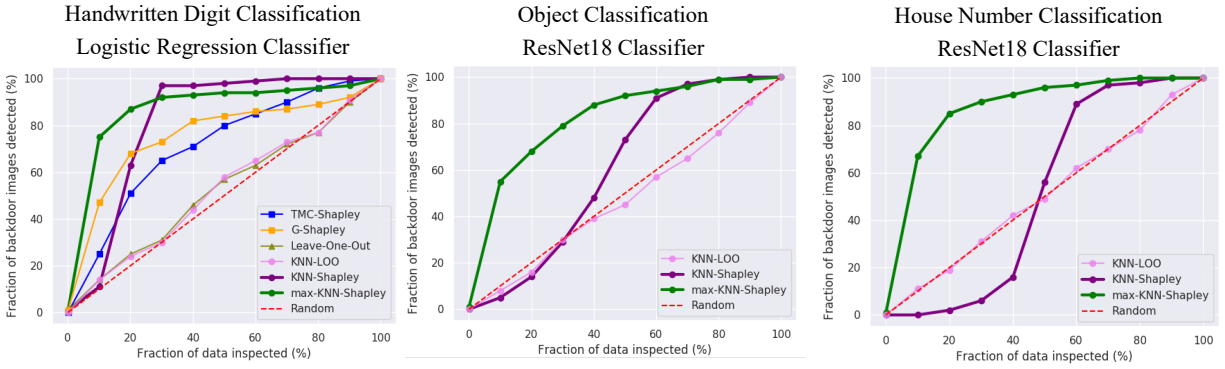 Handwritten Digit Classification
Logistic Regression Classifier
Fraction of backdoor images detected (%)
100
80
60
40
20
0
TMC-Shapley
G-Shapley
Leave-One-Out
KNN-LOO
KNN-Shapley
max-KNN-Shapley
Random
0 20 40 60 80 100
Fraction of data inspected (%)
Object Classification
ResNet18 Classifier
Fraction of backdoor images detected (%)
100
80
60
40
20
0
KNN-LOO
KNN-Shapley
max-KNN-Shapley
Random
0 20 40 60 80 100
Fraction of data inspected (%)
House Number Classification
ResNet18 Classifier
Fraction of backdoor images detected (%)
100
80
60
40
20
0
KNN-LOO
KNN-Shapley
max-KNN-Shapley
Random
0 20 40 60 80 100
Fraction of data inspected (%)